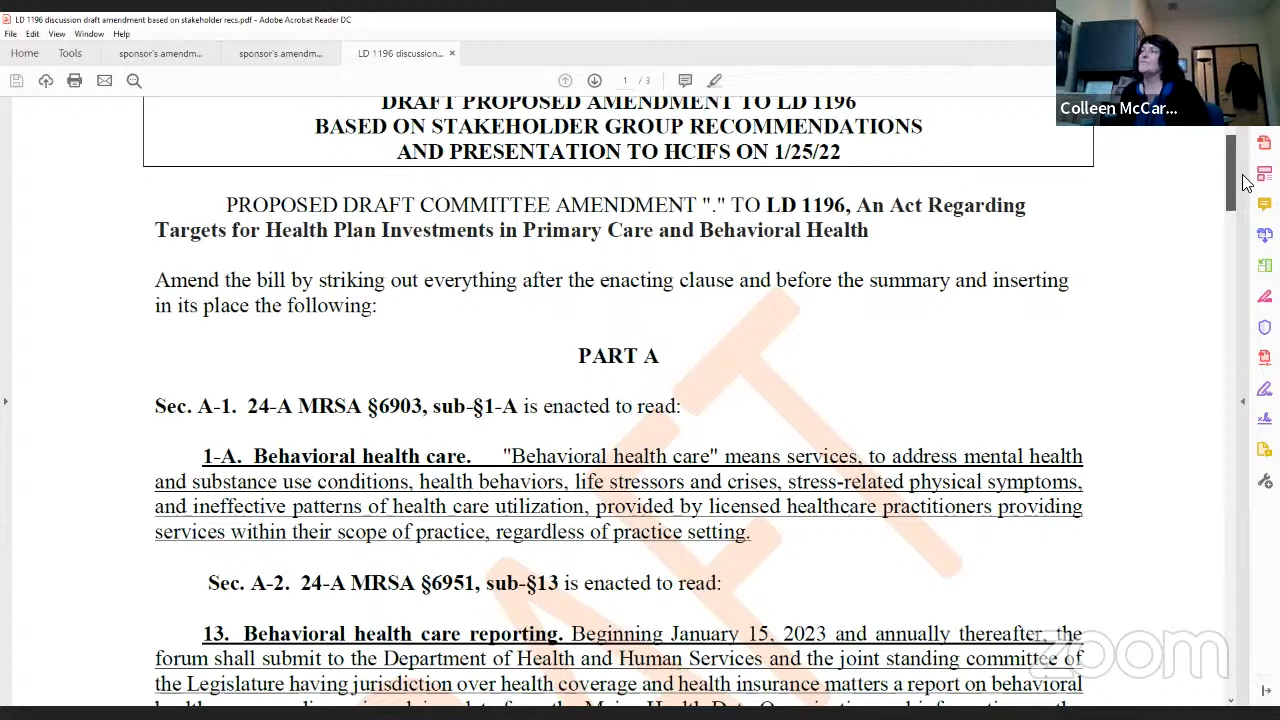 LD 1196 discussion draft amendment based on stakeholder recs.pdf - Adobe Acrobat Reader DC
File Edit View Window Help
Home Tools sponsor's amendm... sponsor's amendm... LD 1196 discussion... ×
1 / 3
Colleen McCar...
DRAFT PROPOSED AMENDMENT TO LD 1196
BASED ON STAKEHOLDER GROUP RECOMMENDATIONS
AND PRESENTATION TO HCIFS ON 1/25/22
PROPOSED DRAFT COMMITTEE AMENDMENT "." TO LD 1196, An Act Regarding
Targets for Health Plan Investments in Primary Care and Behavioral Health
Amend the bill by striking out everything after the enacting clause and before the summary and inserting
in its place the following:
PART A
Sec. A-1. 24-A MRSA §6903, sub-§1-A is enacted to read:
1-A. Behavioral health care. "Behavioral health care" means services, to address mental health
and substance use conditions, health behaviors, life stressors and crises, stress-related physical symptoms,
and ineffective patterns of health care utilization, provided by licensed healthcare practitioners providing
services within their scope of practice, regardless of practice setting.
Sec. A-2. 24-A MRSA §6951, sub-§13 is enacted to read:
13. Behavioral health care reporting. Beginning January 15, 2023 and annually thereafter, the
forum shall submit to the Department of Health and Human Services and the joint standing committee of
the Legislature having jurisdiction over health coverage and health insurance matters a report on behavioral
zoom